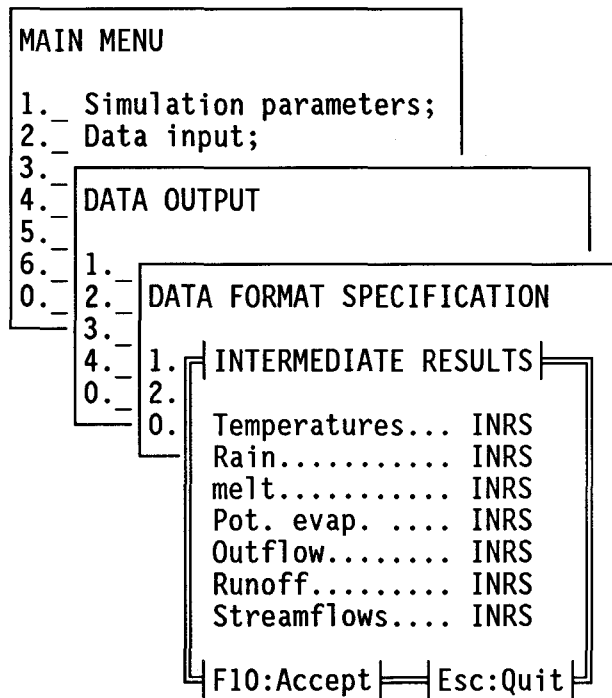 MAIN MENU
1._ Simulation parameters;
2._ Data input;
3._
4._
5._
6._
0._
DATA OUTPUT
1._
2._
3._
4._
0._
DATA FORMAT SPECIFICATION
1.
2.
0.
INTERMEDIATE RESULTS
Temperatures... INRS
Rain........... INRS
melt........... INRS
Pot. evap. .... INRS
Outflow........ INRS
Runoff......... INRS
Streamflows.... INRS
F10:Accept Esc:Quit